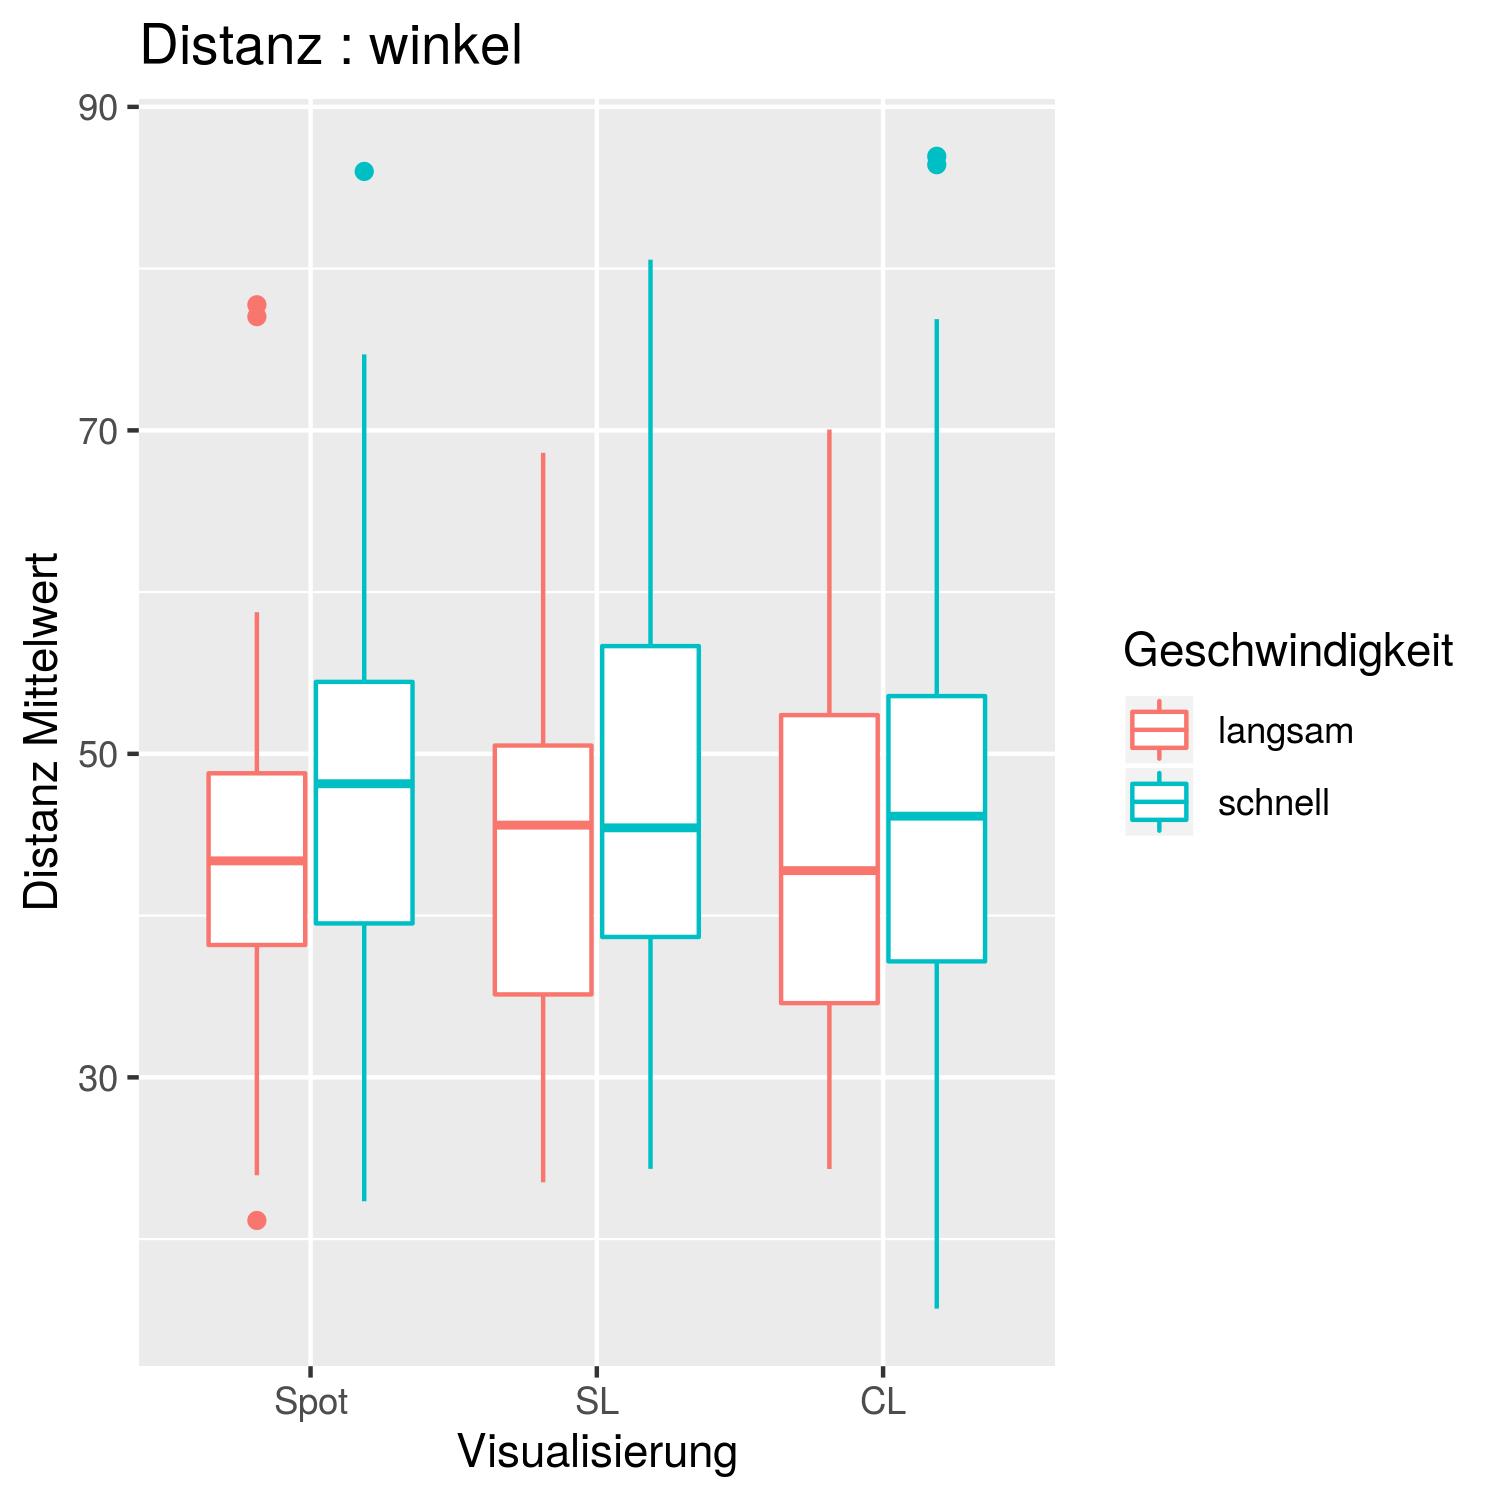 Distanz : winkel
Distanz Mittelwert
90
70
50
30
Spot SL CL
Visualisierung
Geschwindigkeit
langsam
schnell